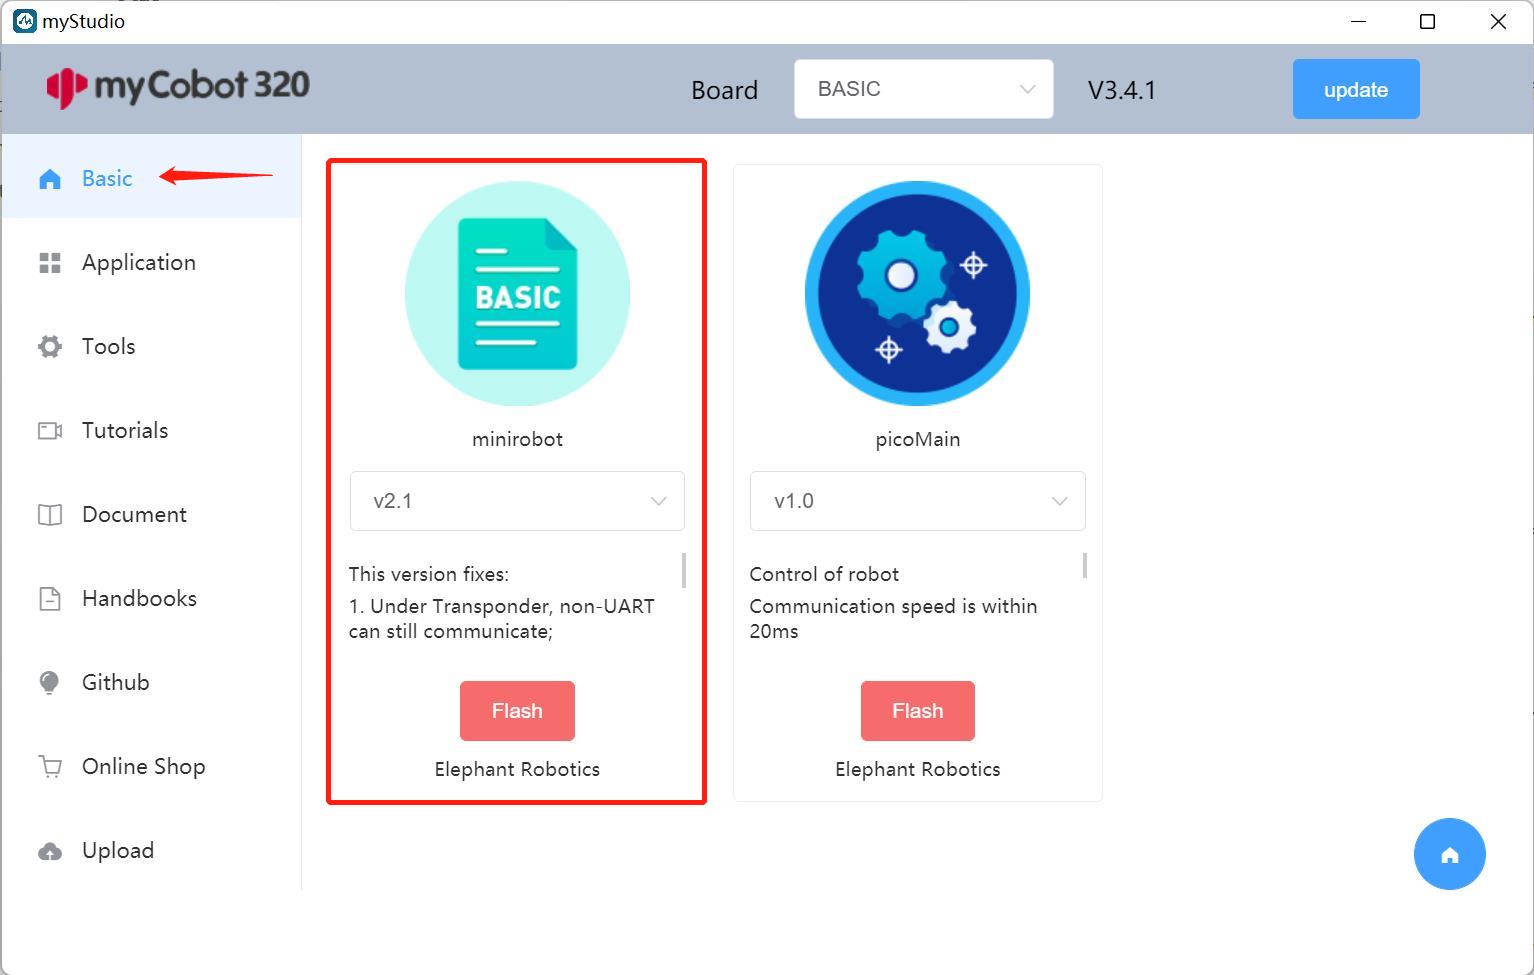 myStudio
myCobot 320
Board
BASIC
V3.4.1
update
Basic
Application
Tools
Tutorials
Document
Handbooks
Github
Online Shop
Upload
BASIC
minirobot
v2.1
This version fixes:
1. Under Transponder, non-UART
can still communicate;
Flash
Elephant Robotics
picoMain
v1.0
Control of robot
Communication speed is within
20ms
Flash
Elephant Robotics